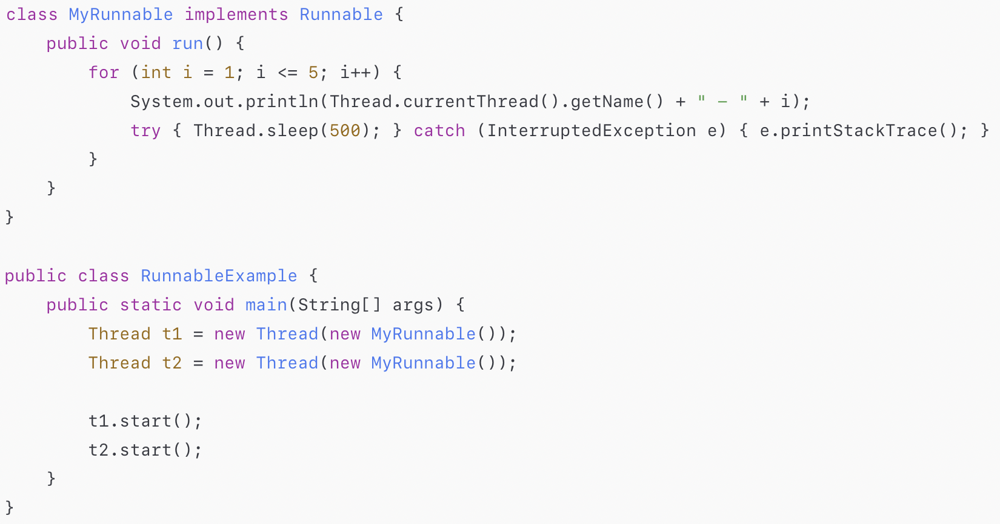 class MyRunnable implements Runnable {
    public void run() {
        for (int i = 1; i <= 5; i++) {
            System.out.println(Thread.currentThread().getName() + " - " + i);
            try { Thread.sleep(500); } catch (InterruptedException e) { e.printStackTrace(); }
        }
    }
}

public class RunnableExample {
    public static void main(String[] args) {
        Thread t1 = new Thread(new MyRunnable());
        Thread t2 = new Thread(new MyRunnable());

        t1.start();
        t2.start();
    }
}